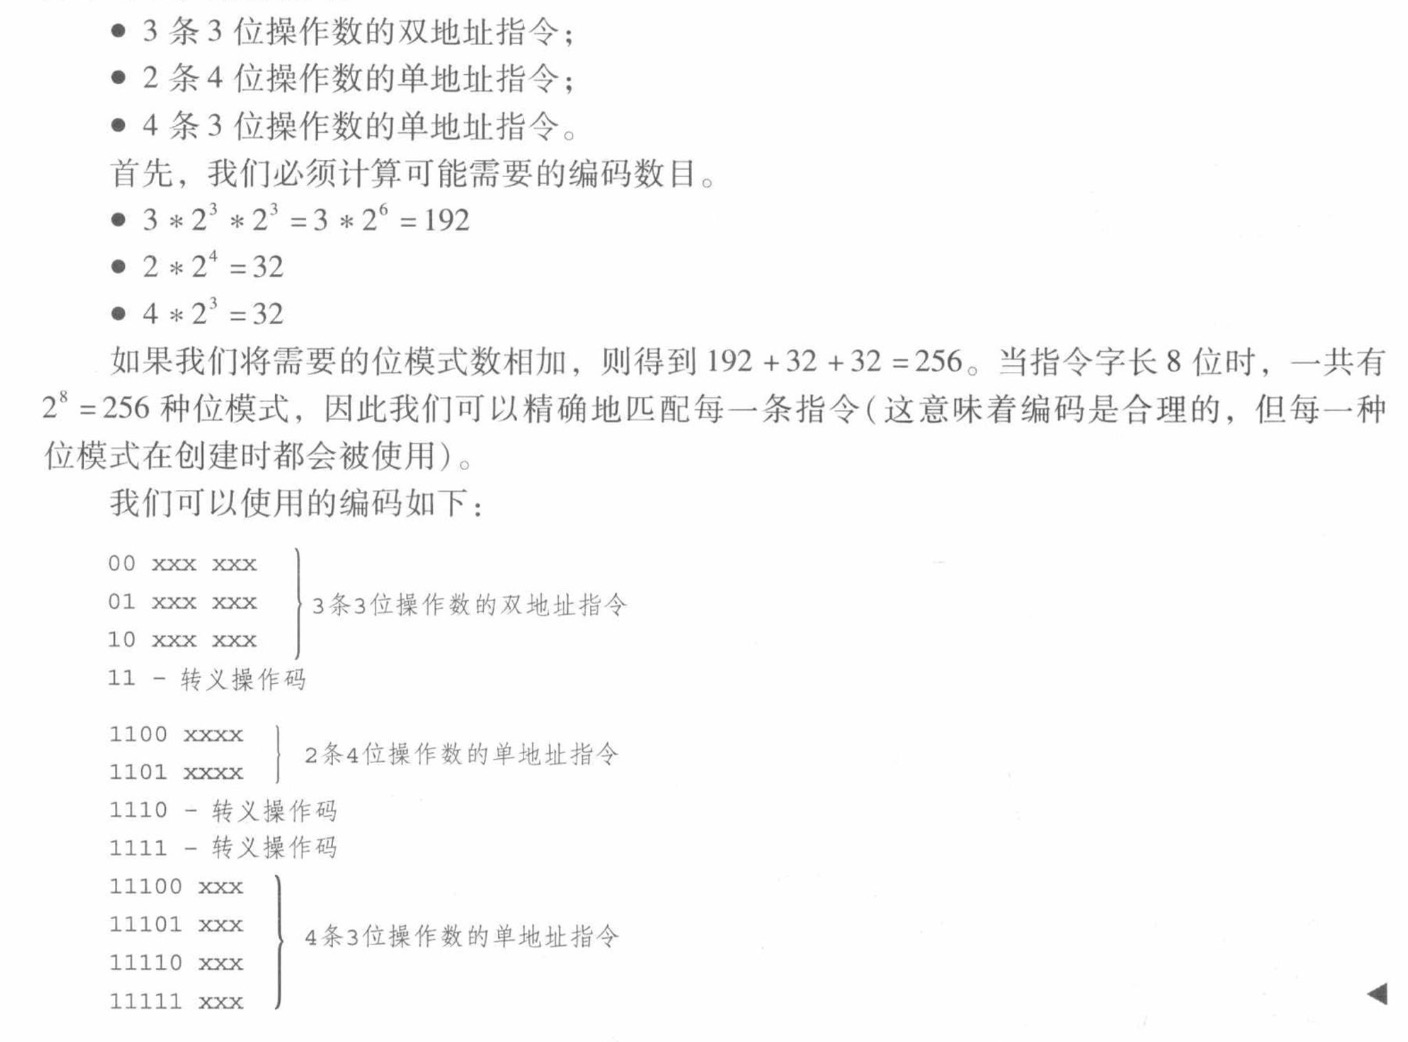 ● 3 条 3 位操作数的双地址指令；
● 2 条 4 位操作数的单地址指令；
● 4 条 3 位操作数的单地址指令。
首先，我们必须计算可能需要的编码数目。
● 3 * 2³ * 2³ = 3 * 2⁶ = 192
● 2 * 2⁴ = 32
● 4 * 2³ = 32
如果我们将需要的位模式数相加，则得到 192 + 32 + 32 = 256。当指令字长 8 位时，一共有
2⁸ = 256 种位模式，因此我们可以精确地匹配每一条指令（这意味着编码是合理的，但每一种
位模式在创建时都会被使用）。
我们可以使用的编码如下：
00 xxx xxx
01 xxx xxx
3条3位操作数的双地址指令
10 xxx xxx
11 - 转义操作码
1100 xxxx
2条4位操作数的单地址指令
1101 xxxx
1110 - 转义操作码
1111 - 转义操作码
11100 xxx
11101 xxx
4条3位操作数的单地址指令
11110 xxx
11111 xxx